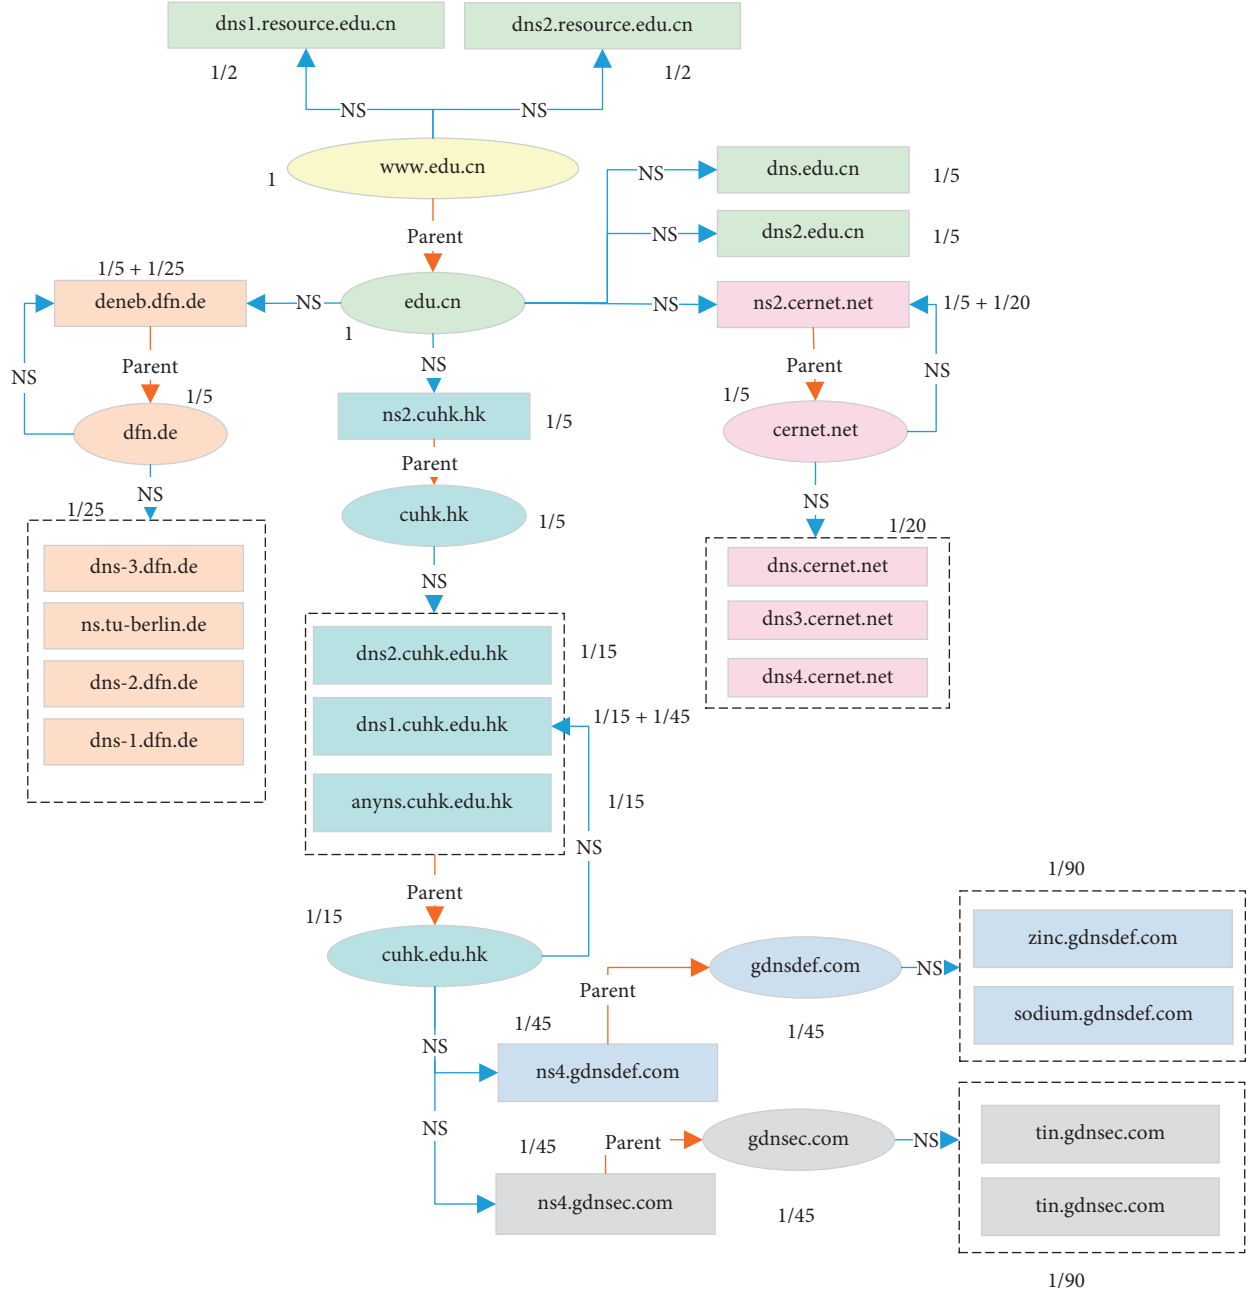 dns1.resource.edu.cn
dns2.resource.edu.cn
1/2
1/2
NS
NS
www.edu.cn
1
dns.edu.cn
NS
1/5
Parent
dns2.edu.cn
NS
1/5
1/5 + 1/25
deneb.dfn.de
NS
edu.cn
1
NS
ns2.cernet.net
1/5 + 1/20
Parent
NS
NS
Parent
NS
1/5
ns2.cuhk.hk
1/5
1/5
dfn.de
cernet.net
Parent
NS
1/25
cuhk.hk
1/5
NS
1/20
dns-3.dfn.de
ns.tu-berlin.de
dns-2.dfn.de
dns-1.dfn.de
NS
dns.cernet.net
dns3.cernet.net
dns4.cernet.net
dns2.cuhk.edu.hk
1/15
dns1.cuhk.edu.hk
1/15 + 1/45
anyns.cuhk.edu.hk
1/15
NS
Parent
1/15
cuhk.edu.hk
1/90
zinc.gdnsdef.com
sodium.gdnsdef.com
gdnsdef.com
NS
Parent
1/45
1/45
NS
ns4.gdnsdef.com
NS
1/45
Parent
gdnsec.com
NS
tin.gdnsec.com
tin.gdnsec.com
ns4.gdnsec.com
1/45
1/90